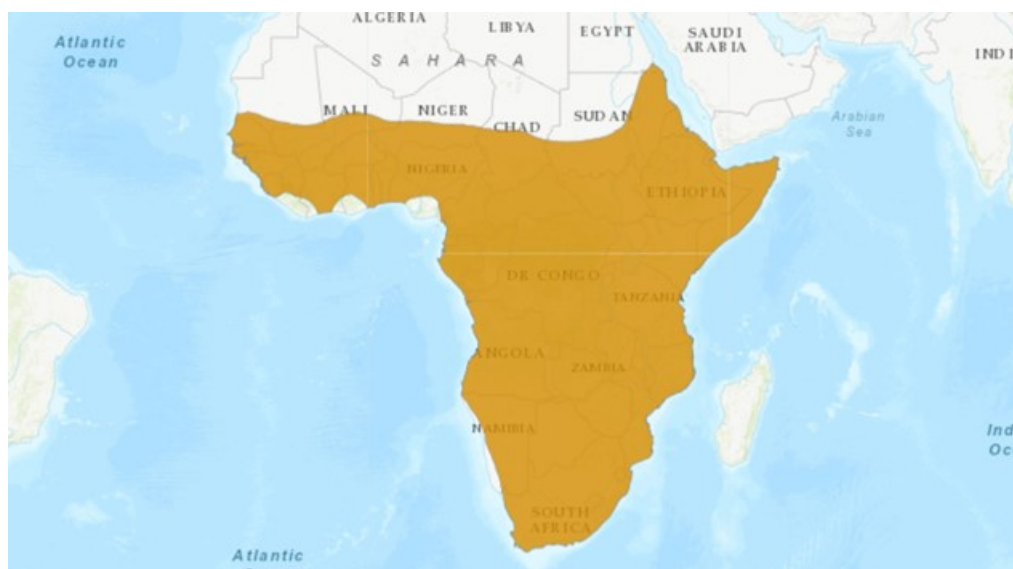 ALGERIA
LIBYA
EGYPT
SAUDI
ARABIA
Atlantic
Ocean
IND
SAHARA
MALI
NIGER
CHAD
SUDAN
Arabian
Sea
NIGERIA
ETHIOPIA
DR CONGO
TANZANIA
ANGOLA
ZAMBIA
NAMIBIA
Ind
Oc
SOUTH
AFRICA
Atlantic